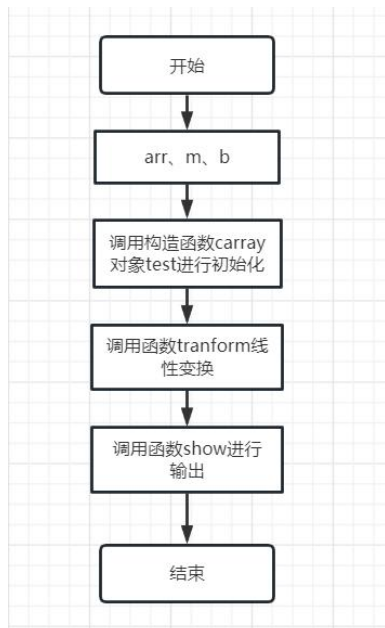 开始
arr、m、b
调用构造函数carray
对象test进行初始化
调用函数tranform线
性变换
调用函数show进行
输出
结束